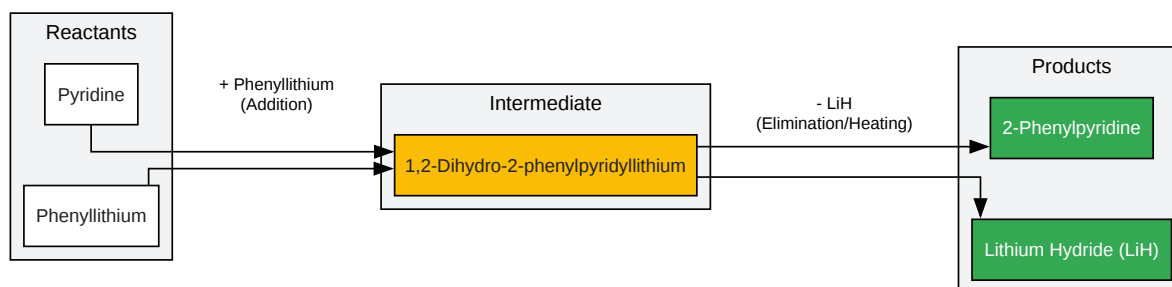 Reactants
Pyridine
Phenyllithium
+ Phenyllithium
(Addition)
Intermediate
1,2-Dihydro-2-phenylpyridyllithium
- LiH
(Elimination/Heating)
Products
2-Phenylpyridine
Lithium Hydride (LiH)